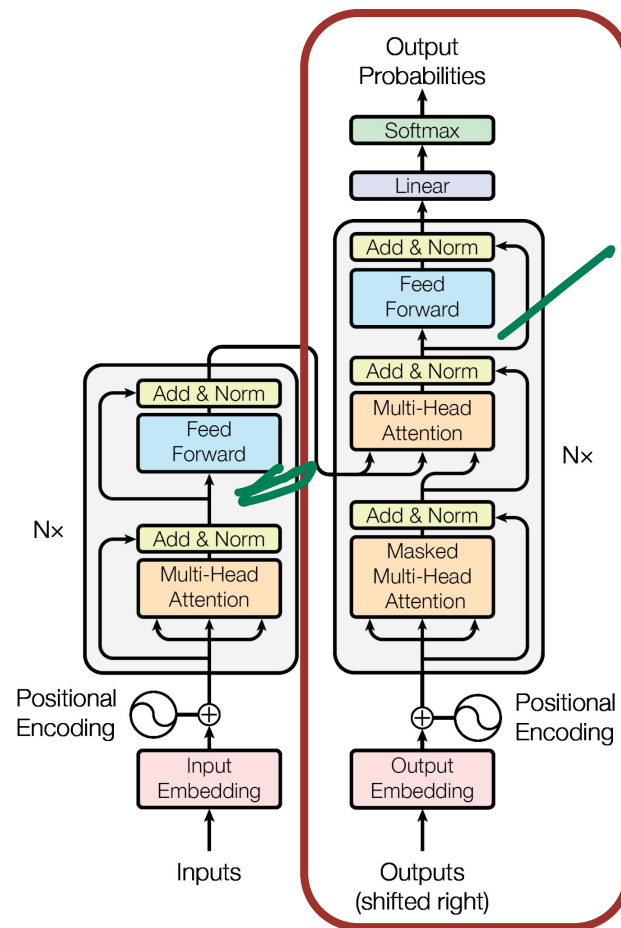 Output
Probabilities
Softmax
Linear
Add & Norm
Feed
Forward
Add & Norm
Multi-Head
Attention
Nx
Add & Norm
Masked
Multi-Head
Attention
Positional
Encoding
Output
Embedding
Outputs
(shifted right)
Add & Norm
Feed
Forward
Nx
Add & Norm
Multi-Head
Attention
Positional
Encoding
Input
Embedding
Inputs